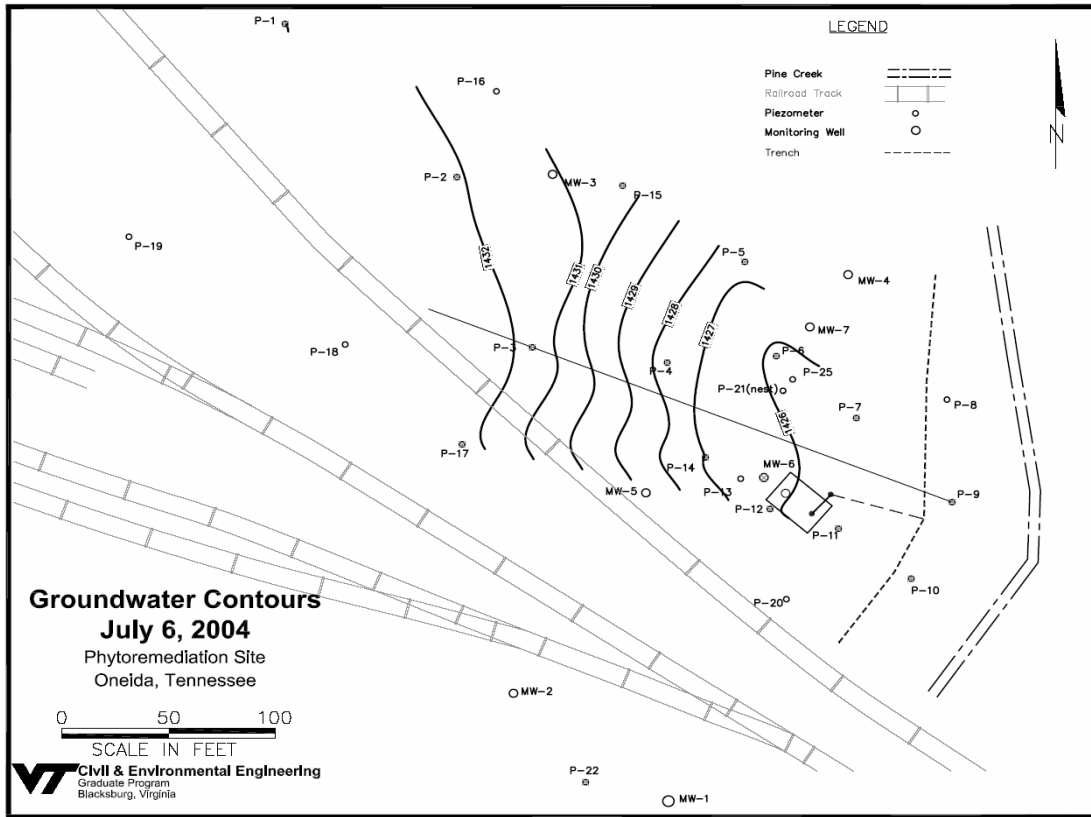 LEGEND
Pine Creek
Railroad Track
Piezometer
Monitoring Well
Trench
N
P-1
P-16
P-2
MW-3
P-15
P-19
P-5
MW-4
1432
1431
1430
1429
1428
1427
MW-7
P-18
P-3
P-4
P-6
P-25
P-21(nest)
P-8
P-7
1426
P-17
P-14
MW-6
MW-5
P-13
P-9
P-12
P-11
P-10
P-20
Groundwater Contours
July 6, 2004
Phytoremediation Site
Oneida, Tennessee
0 50 100
SCALE IN FEET
MW-2
P-22
MW-1
VT Civil & Environmental Engineering
Graduate Program
Blacksburg, Virginia